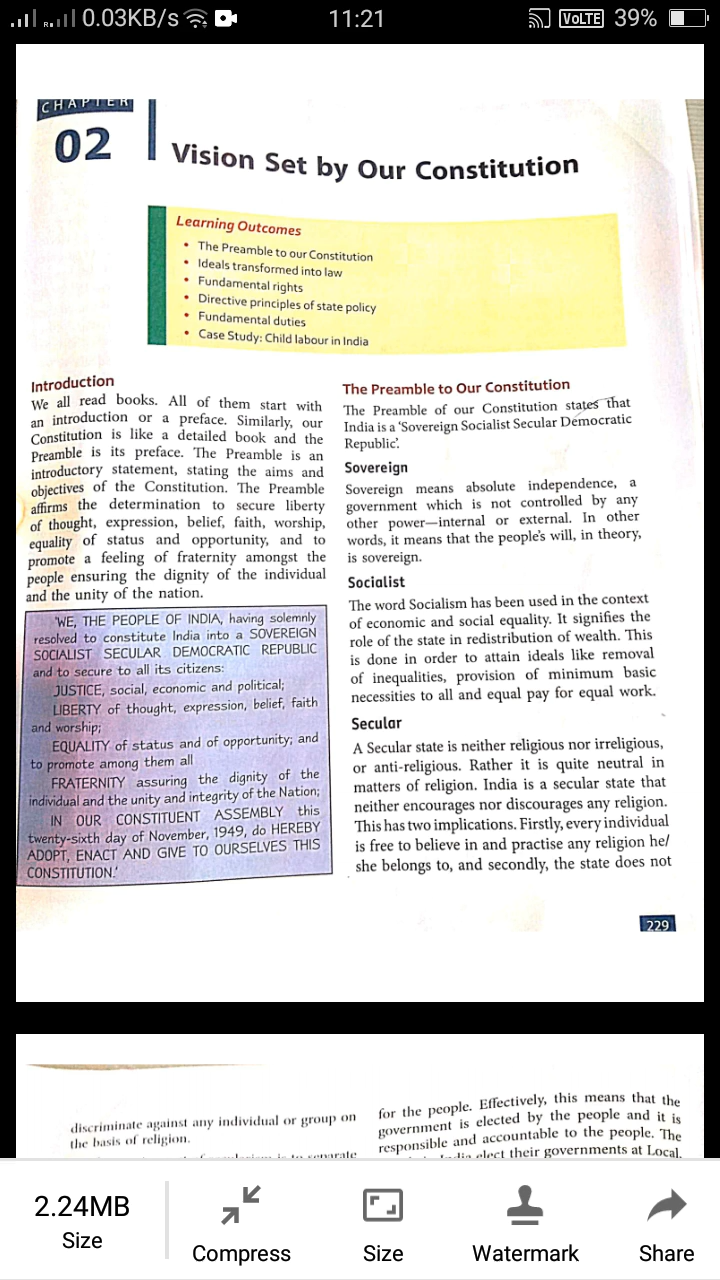 0.03KB/s
11:21
VoLTE
39%
CHAPTER
02
Vision Set by Our Constitution
Learning Outcomes
• The Preamble to our Constitution
• Ideals transformed into law
• Fundamental rights
• Directive principles of state policy
• Fundamental duties
• Case Study: Child labour in India
Introduction
We all read books. All of them start with
an introduction or a preface. Similarly, our
Constitution is like a detailed book and the
Preamble is its preface. The Preamble is an
introductory statement, stating the aims and
objectives of the Constitution. The Preamble
affirms the determination to secure liberty
of thought, expression, belief, faith, worship,
equality of status and opportunity, and to
promote a feeling of fraternity amongst the
people ensuring the dignity of the individual
and the unity of the nation.
'WE, THE PEOPLE OF INDIA, having solemnly
resolved to constitute India into a SOVEREIGN
SOCIALIST SECULAR DEMOCRATIC REPUBLIC
and to secure to all its citizens:
JUSTICE, social, economic and political;
LIBERTY of thought, expression, belief, faith
and worship;
EQUALITY of status and of opportunity; and
to promote among them all
FRATERNITY assuring the dignity of the
individual and the unity and integrity of the Nation;
IN OUR CONSTITUENT ASSEMBLY this
twenty-sixth day of November, 1949, do HEREBY
ADOPT, ENACT AND GIVE TO OURSELVES THIS
CONSTITUTION.'
The Preamble to Our Constitution
The Preamble of our Constitution states that
India is a 'Sovereign Socialist Secular Democratic
Republic'.
Sovereign
Sovereign means absolute independence, a
government which is not controlled by any
other power—internal or external. In other
words, it means that the people's will, in theory,
is sovereign.
Socialist
The word Socialism has been used in the context
of economic and social equality. It signifies the
role of the state in redistribution of wealth. This
is done in order to attain ideals like removal
of inequalities, provision of minimum basic
necessities to all and equal pay for equal work.
Secular
A Secular state is neither religious nor irreligious,
or anti-religious. Rather it is quite neutral in
matters of religion. India is a secular state that
neither encourages nor discourages any religion.
This has two implications. Firstly, every individual
is free to believe in and practise any religion he/
she belongs to, and secondly, the state does not
229
discriminate against any individual or group on
the basis of religion.
for the people. Effectively, this means that the
government is elected by the people and it is
responsible and accountable to the people. The
elect their governments at Local,
2.24MB
Size
Compress
Size
Watermark
Share